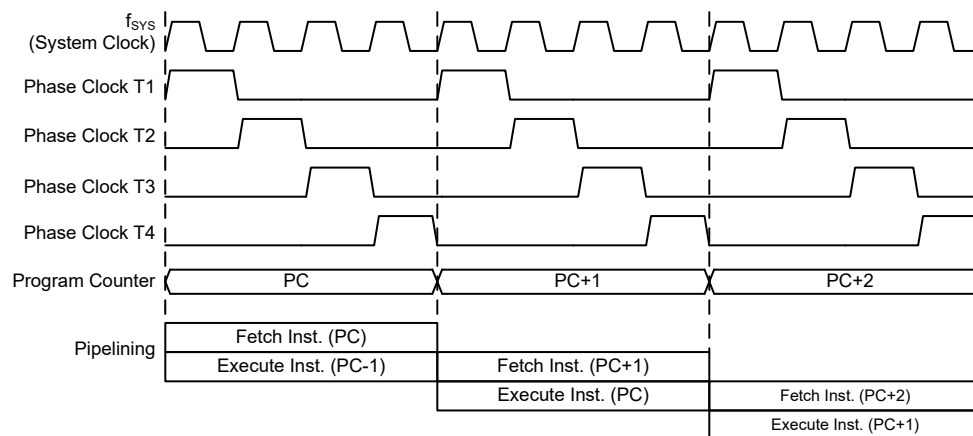 fSYS
(System Clock)
Phase Clock T1
Phase Clock T2
Phase Clock T3
Phase Clock T4
Program Counter PC PC+1 PC+2
Pipelining
Fetch Inst. (PC)
Execute Inst. (PC-1) Fetch Inst. (PC+1)
Execute Inst. (PC) Fetch Inst. (PC+2)
Execute Inst. (PC+1)